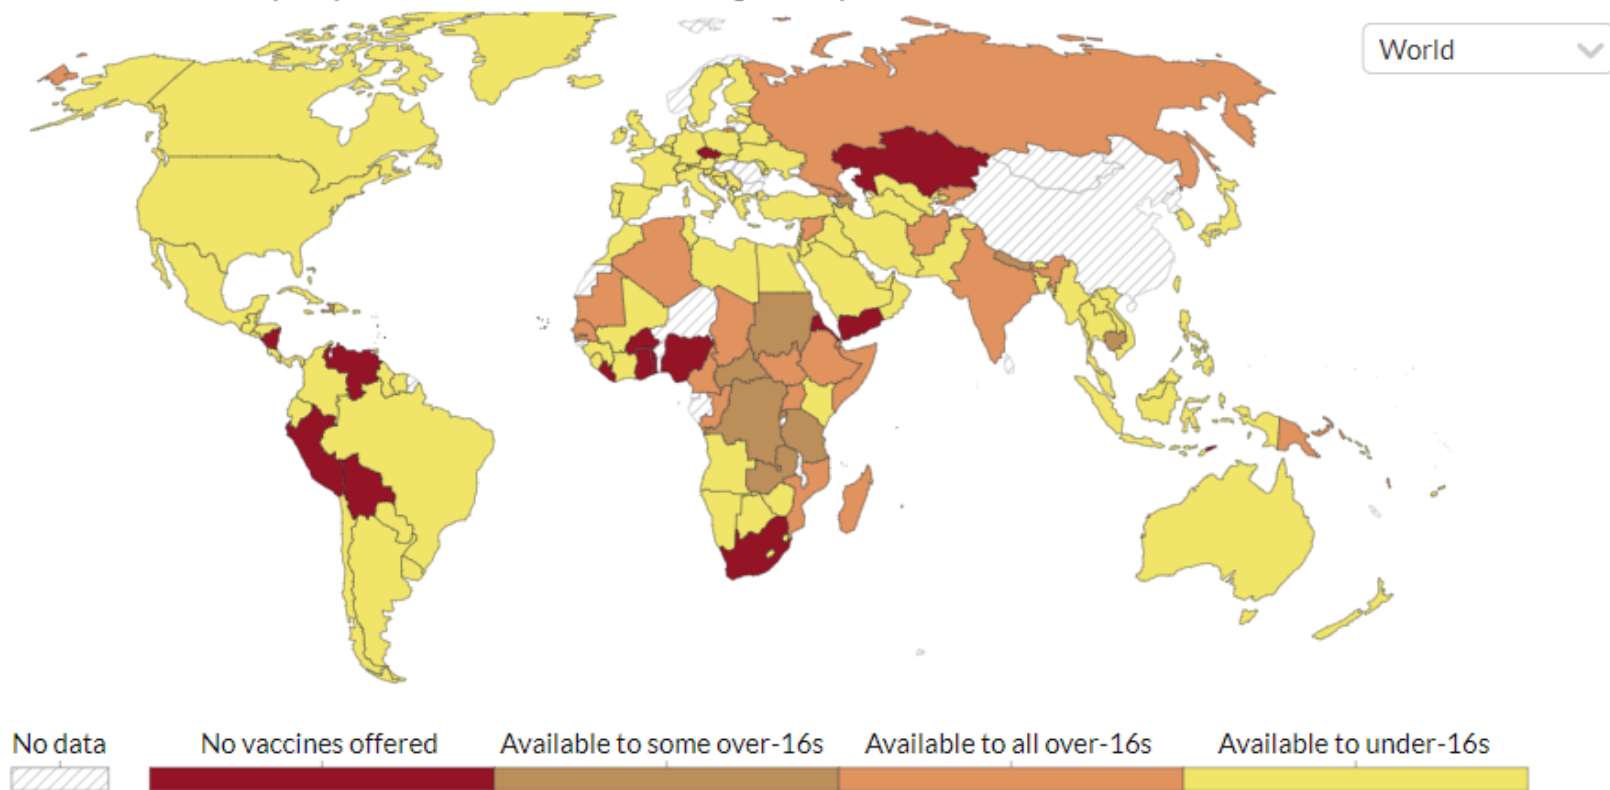 World
No data
No vaccines offered
Available to some over-16s
Available to all over-16s
Available to under-16s